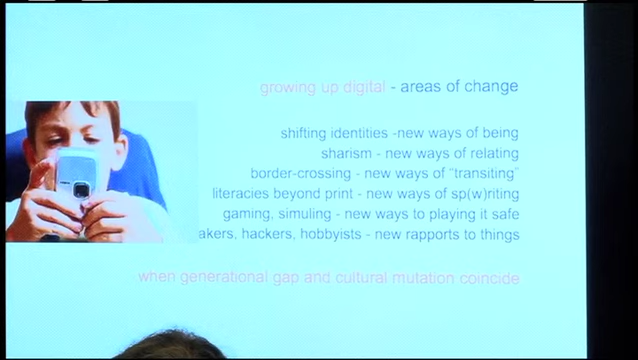 growing up digital - areas of change
shifting identities -new ways of being
sharism - new ways of relating
border-crossing - new ways of "transiting"
literacies beyond print - new ways of sp(w)riting
gaming, simuling - new ways to playing it safe
akers, hackers, hobbyists - new rapports to things
when generational gap and cultural mutation coincide